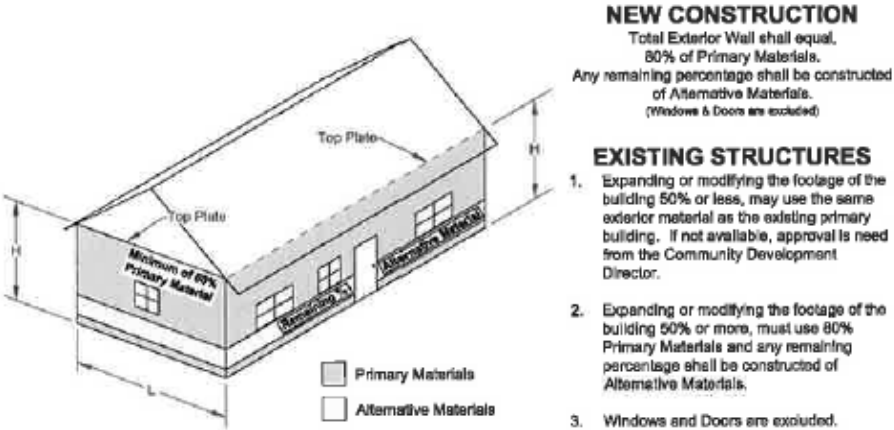 NEW CONSTRUCTION
Total Exterior Wall shall equal,
80% of Primary Materials.
Any remaining percentage shall be constructed
of Alternative Materials.
(Windows & Doors are excluded)
EXISTING STRUCTURES
1. Expanding or modifying the footage of the
building 50% or less, may use the same
exterior material as the existing primary
building. If not available, approval is need
from the Community Development
Director.
2. Expanding or modifying the footage of the
building 50% or more, must use 80%
Primary Materials and any remaining
percentage shall be constructed of
Alternative Materials.
3. Windows and Doors are excluded.
Top Plate
H
Top Plate
H
Minimum of 80%
Primary Material
Alternative Material
Remaining %
L
Primary Materials
Alternative Materials